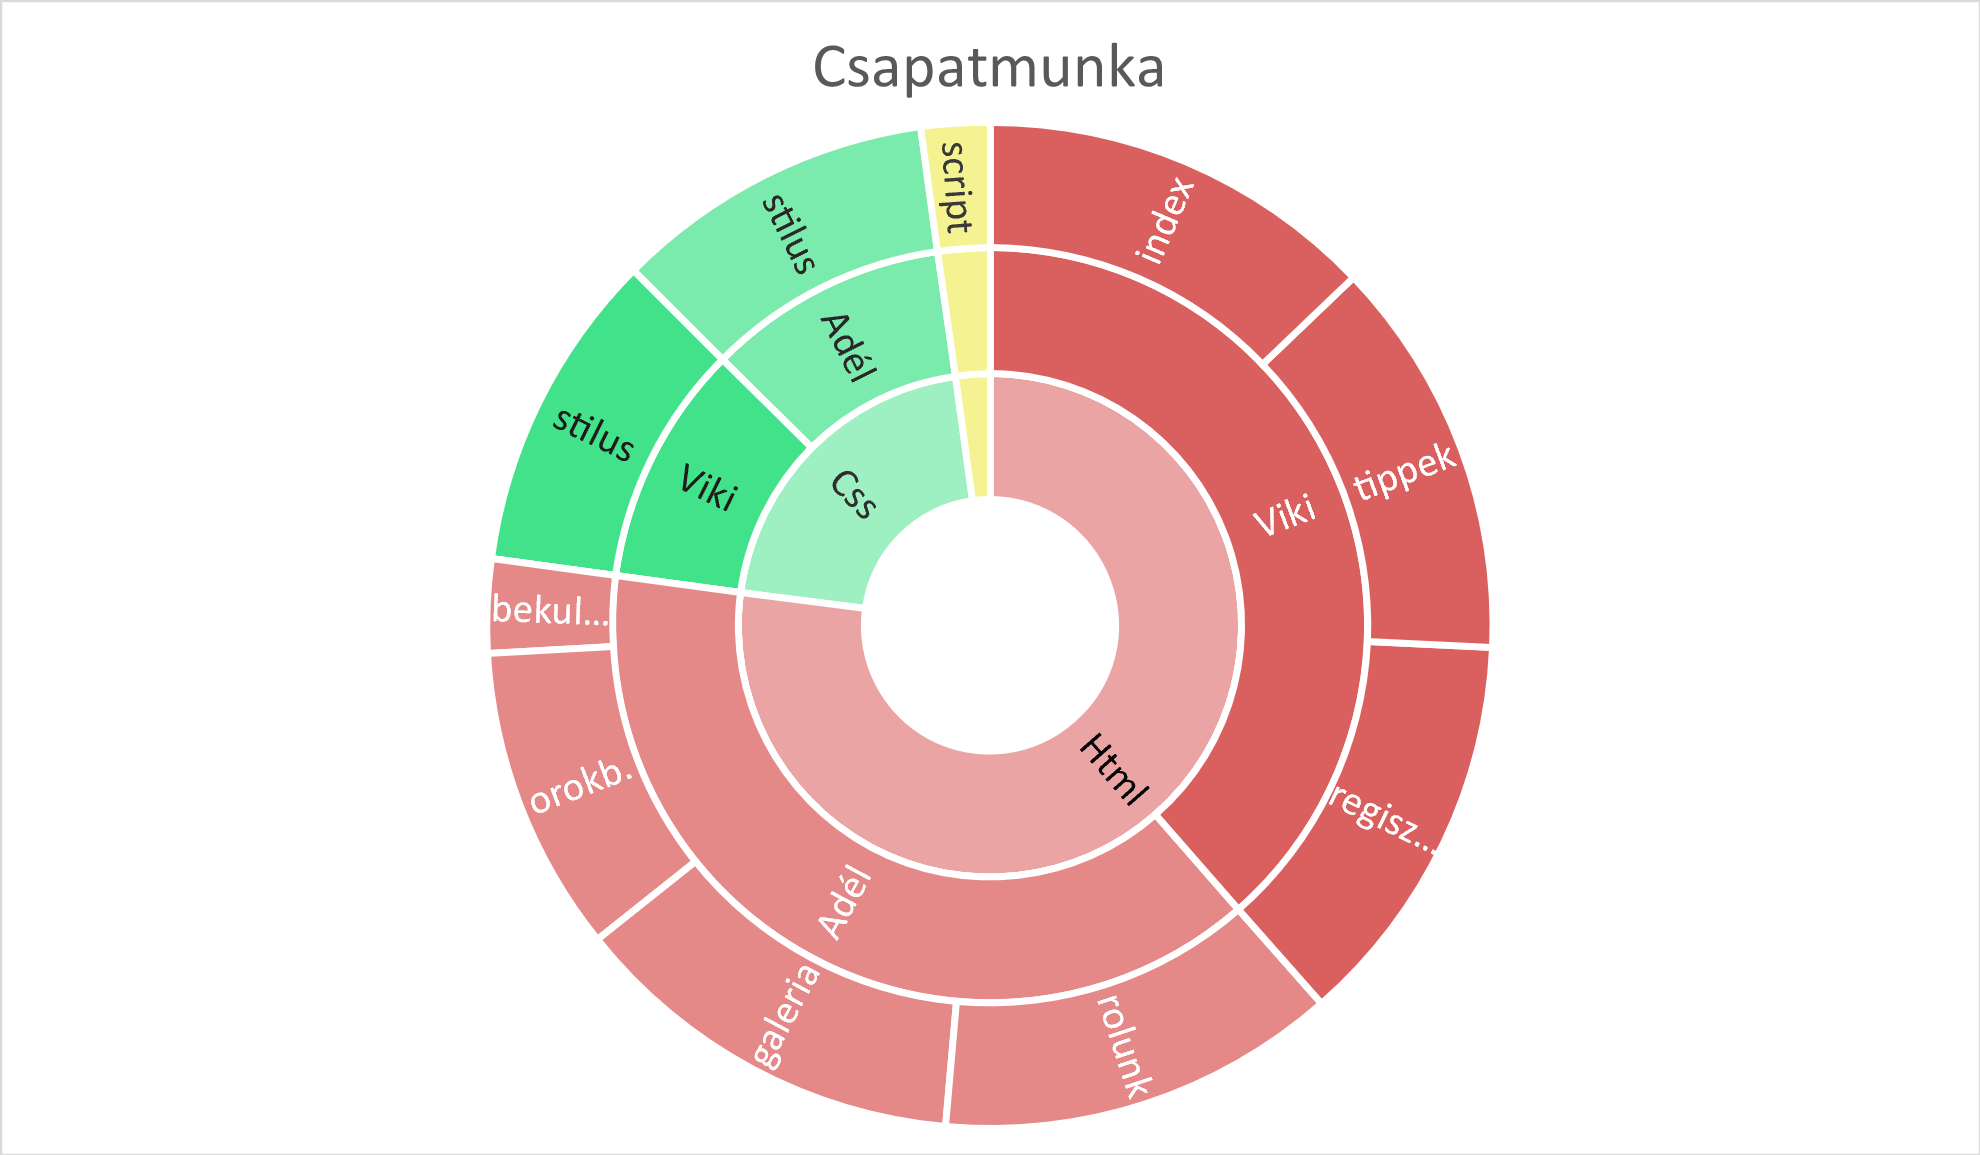 Csapatmunka
index
tippek
regisz...
rolunk
galeria
orokb.
bekul...
stilus
stilus
script
Viki
Adél
Viki
Adél
Html
Css